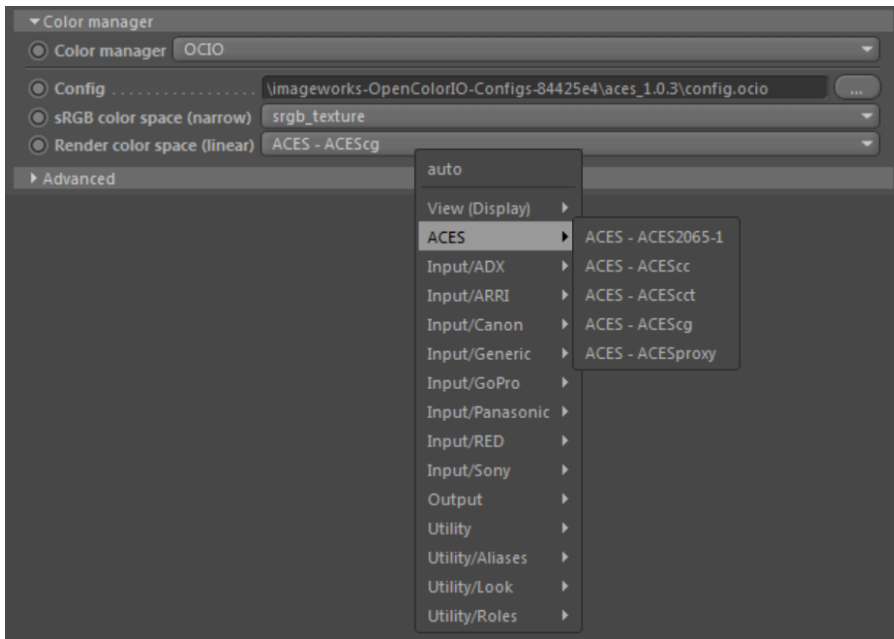 Color manager
Color manager OCIO
Config . . . . . . . . . . . . . . . . \imageworks-OpenColorIO-Configs-84425e4\aces_1.0.3\config.ocio ...
sRGB color space (narrow) srgb_texture
Render color space (linear) ACES - ACEScg
Advanced
auto
View (Display)
ACES
Input/ADX
Input/ARRI
Input/Canon
Input/Generic
Input/GoPro
Input/Panasonic
Input/RED
Input/Sony
Output
Utility
Utility/Aliases
Utility/Look
Utility/Roles
ACES - ACES2065-1
ACES - ACEScc
ACES - ACEScct
ACES - ACEScg
ACES - ACESproxy